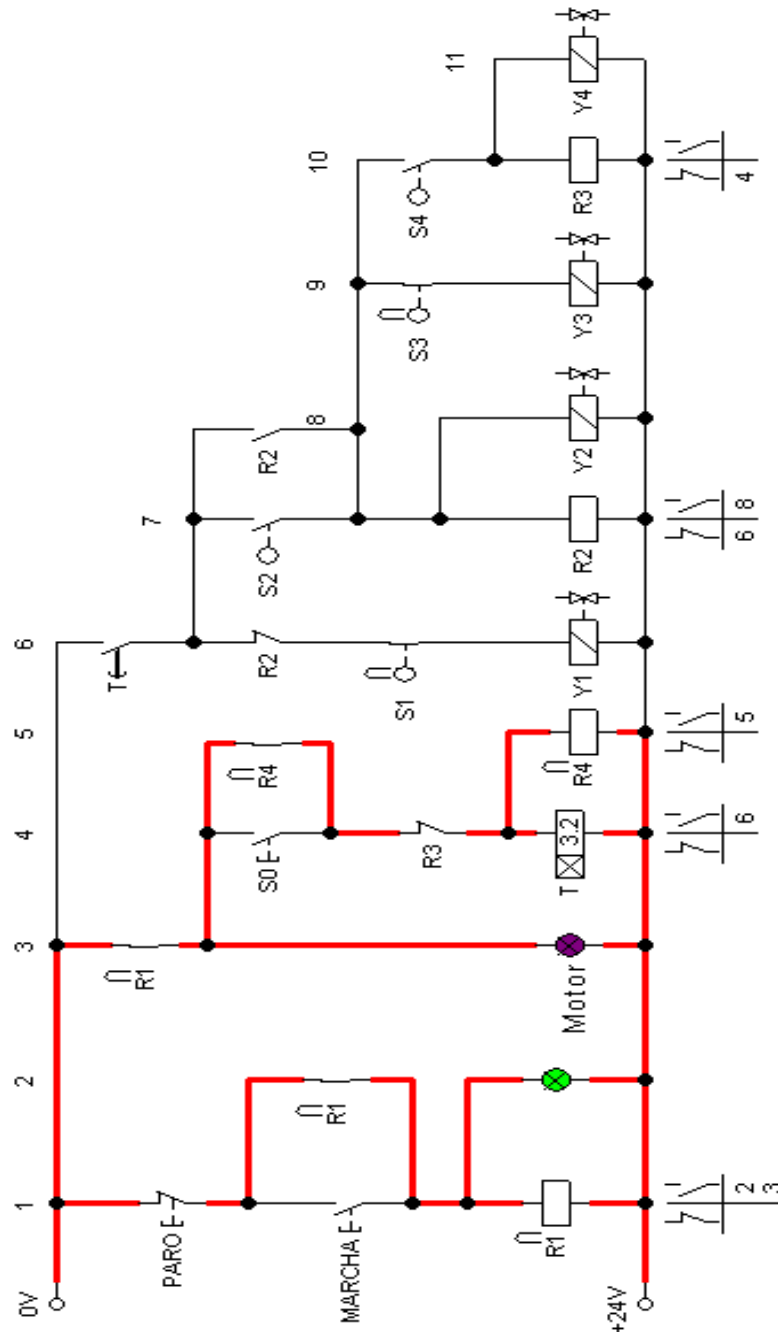 0V
1
2
3
4
5
6
7
8
9
10
11
T
R1
PARO
R4
S0
R2
S2
R2
R1
MARCHA
S1
R3
S3
S4
R1
Motor
T 3.2
R4
Y1
R2
Y2
Y3
R3
Y4
+24V
2
3
6
5
6 8
4